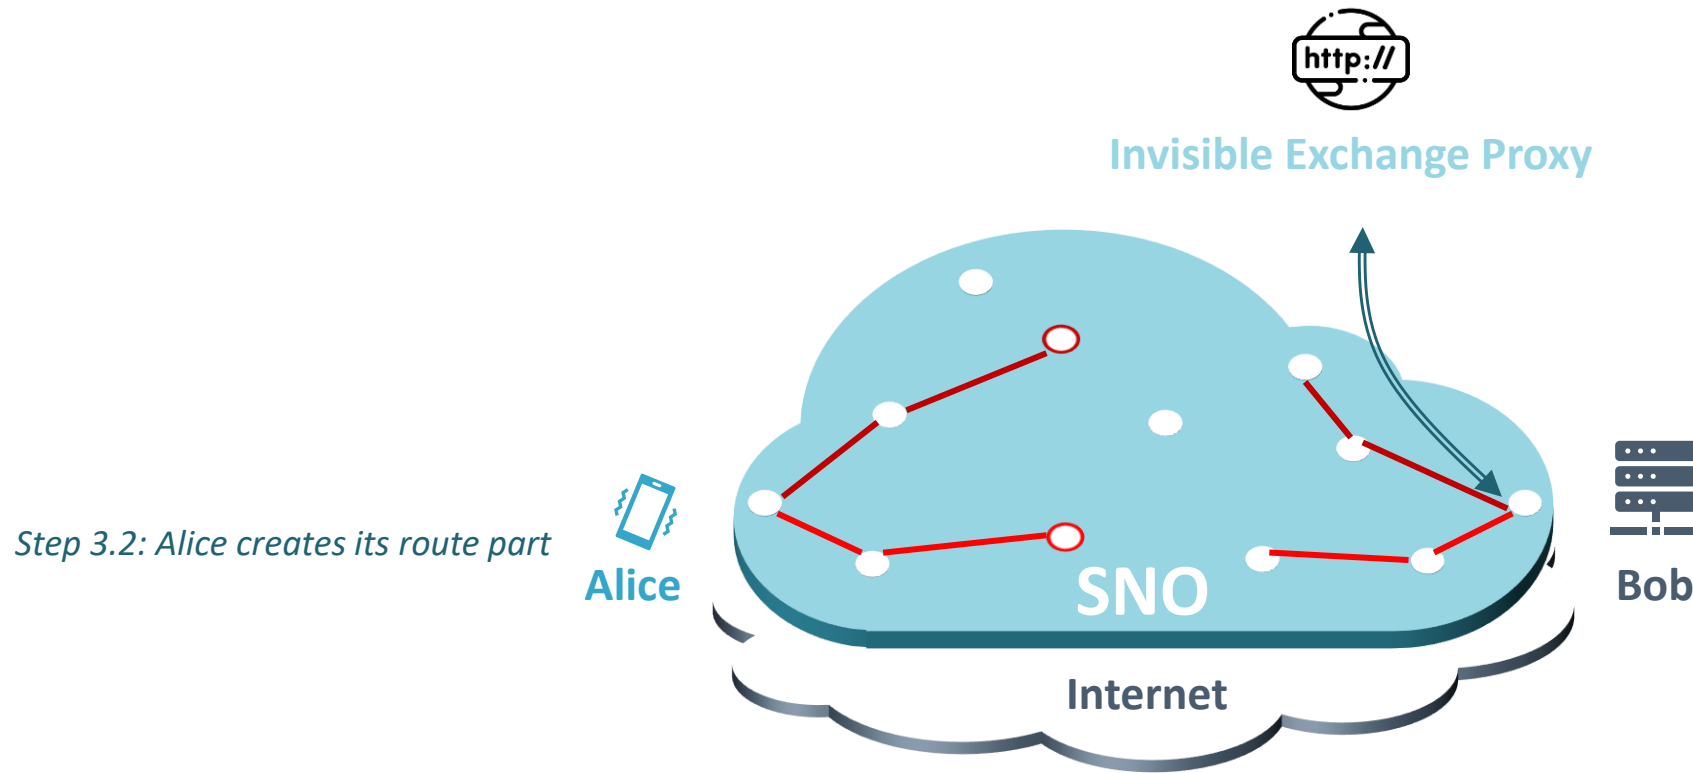 http://
Invisible Exchange Proxy
Step 3.2: Alice creates its route part
Alice
SNO
Bob
Internet